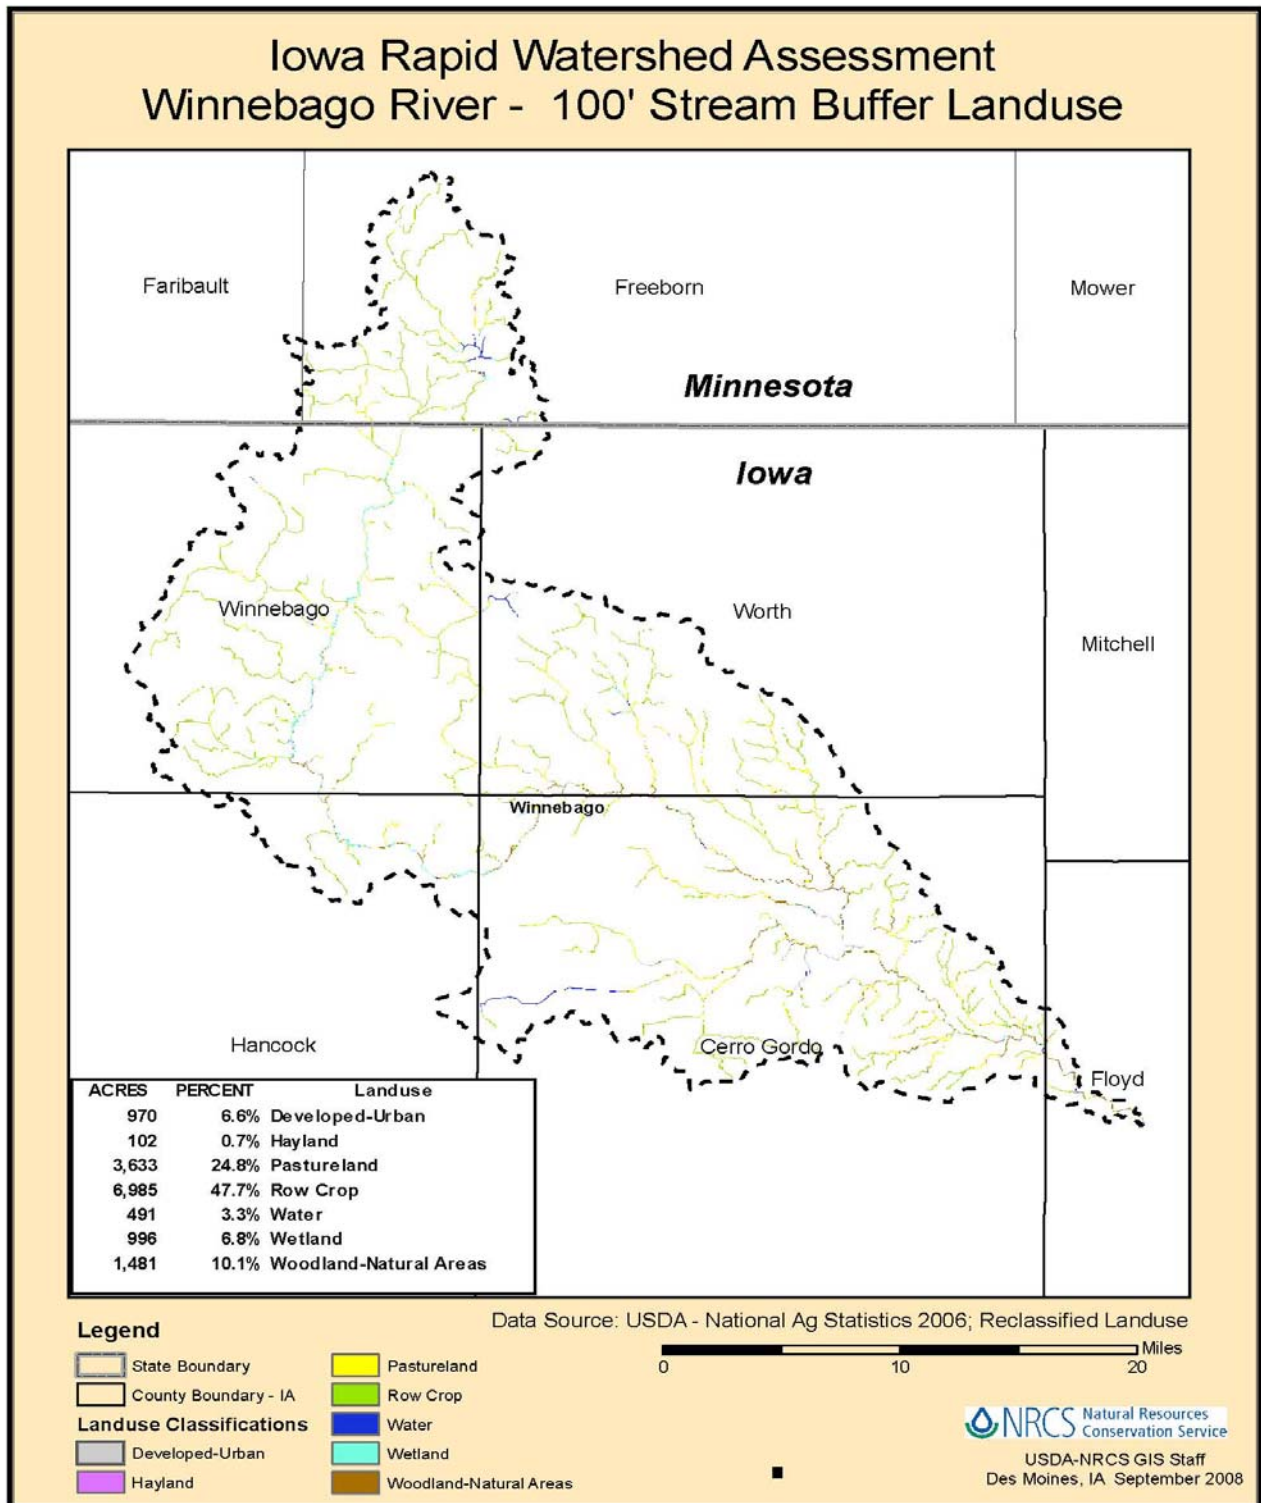 Iowa Rapid Watershed Assessment
Winnebago River - 100' Stream Buffer Landuse
Faribault
Freeborn
Mower
Minnesota
Iowa
Winnebago
Worth
Mitchell
Winnebago
Hancock
Cerro Gordo
Floyd
ACRES PERCENT Landuse
970 6.6% Developed-Urban
102 0.7% Hayland
3,633 24.8% Pastureland
6,985 47.7% Row Crop
491 3.3% Water
996 6.8% Wetland
1,481 10.1% Woodland-Natural Areas
Data Source: USDA - National Ag Statistics 2006; Reclassified Landuse
Legend
State Boundary
County Boundary - IA
Landuse Classifications
Developed-Urban
Hayland
Pastureland
Row Crop
Water
Wetland
Woodland-Natural Areas
Miles
0 10 20
NRCS Natural Resources
Conservation Service
USDA-NRCS GIS Staff
Des Moines, IA September 2008